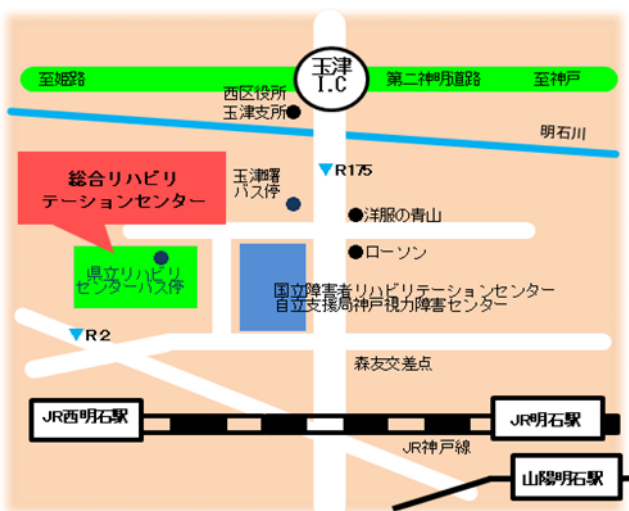 玉津
I.C
至姫路
第二神明道路
至神戸
西区役所
玉津支所
明石川
総合リハビリ
テーションセンター
玉津曙
バス停
R175
洋服の青山
ローソン
県立リハビリ
センターバス停
国立障害者リハビリテーションセンター
自立支援局神戸視力障害センター
R2
森友交差点
JR西明石駅
JR明石駅
JR神戸線
山陽明石駅